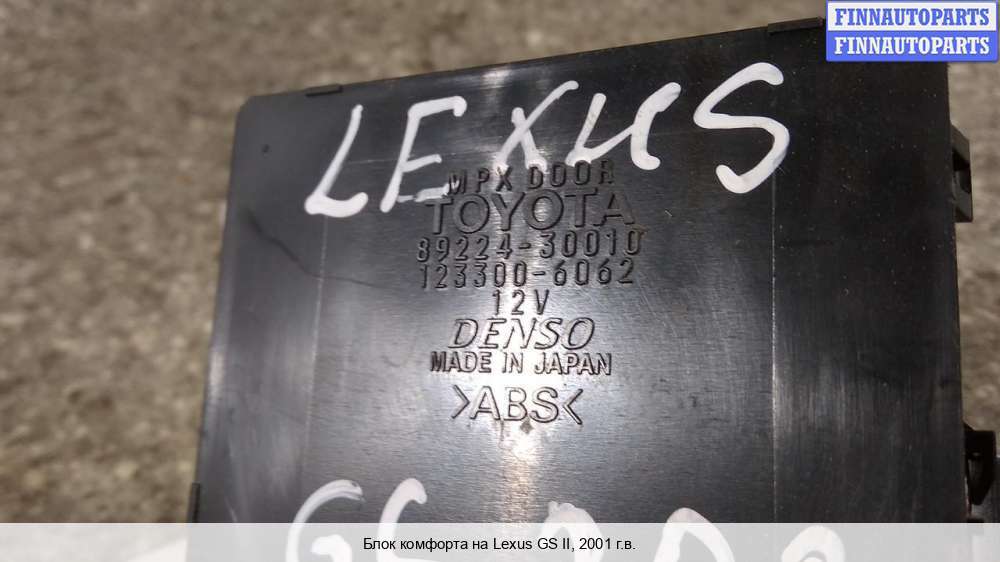 FINNAUTOPARTS
FINNAUTOPARTS
LEXUS
MPX DOOR
TOYOTA
89224-30010
123300-6062
12V
DENSO
MADE IN JAPAN
>ABS<
Блок комфорта на Lexus GS II, 2001 г.в.